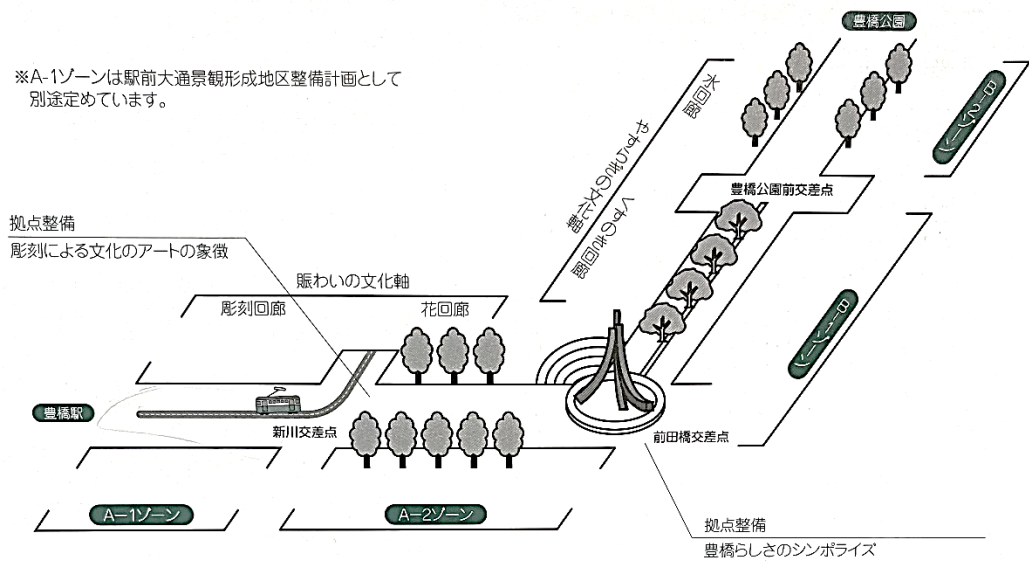 豊橋公園
※A-1ゾーンは駅前大通景観形成地区整備計画として
別途定めています。
水回廊
やすらぎの文化軸
くすのき回廊
B-2ゾーン
豊橋公園前交差点
拠点整備
彫刻による文化のアートの象徴
賑わいの文化軸
彫刻回廊
花回廊
B-1ゾーン
豊橋駅
新川交差点
前田橋交差点
A-1ゾーン
A-2ゾーン
拠点整備
豊橋らしさのシンボライズ